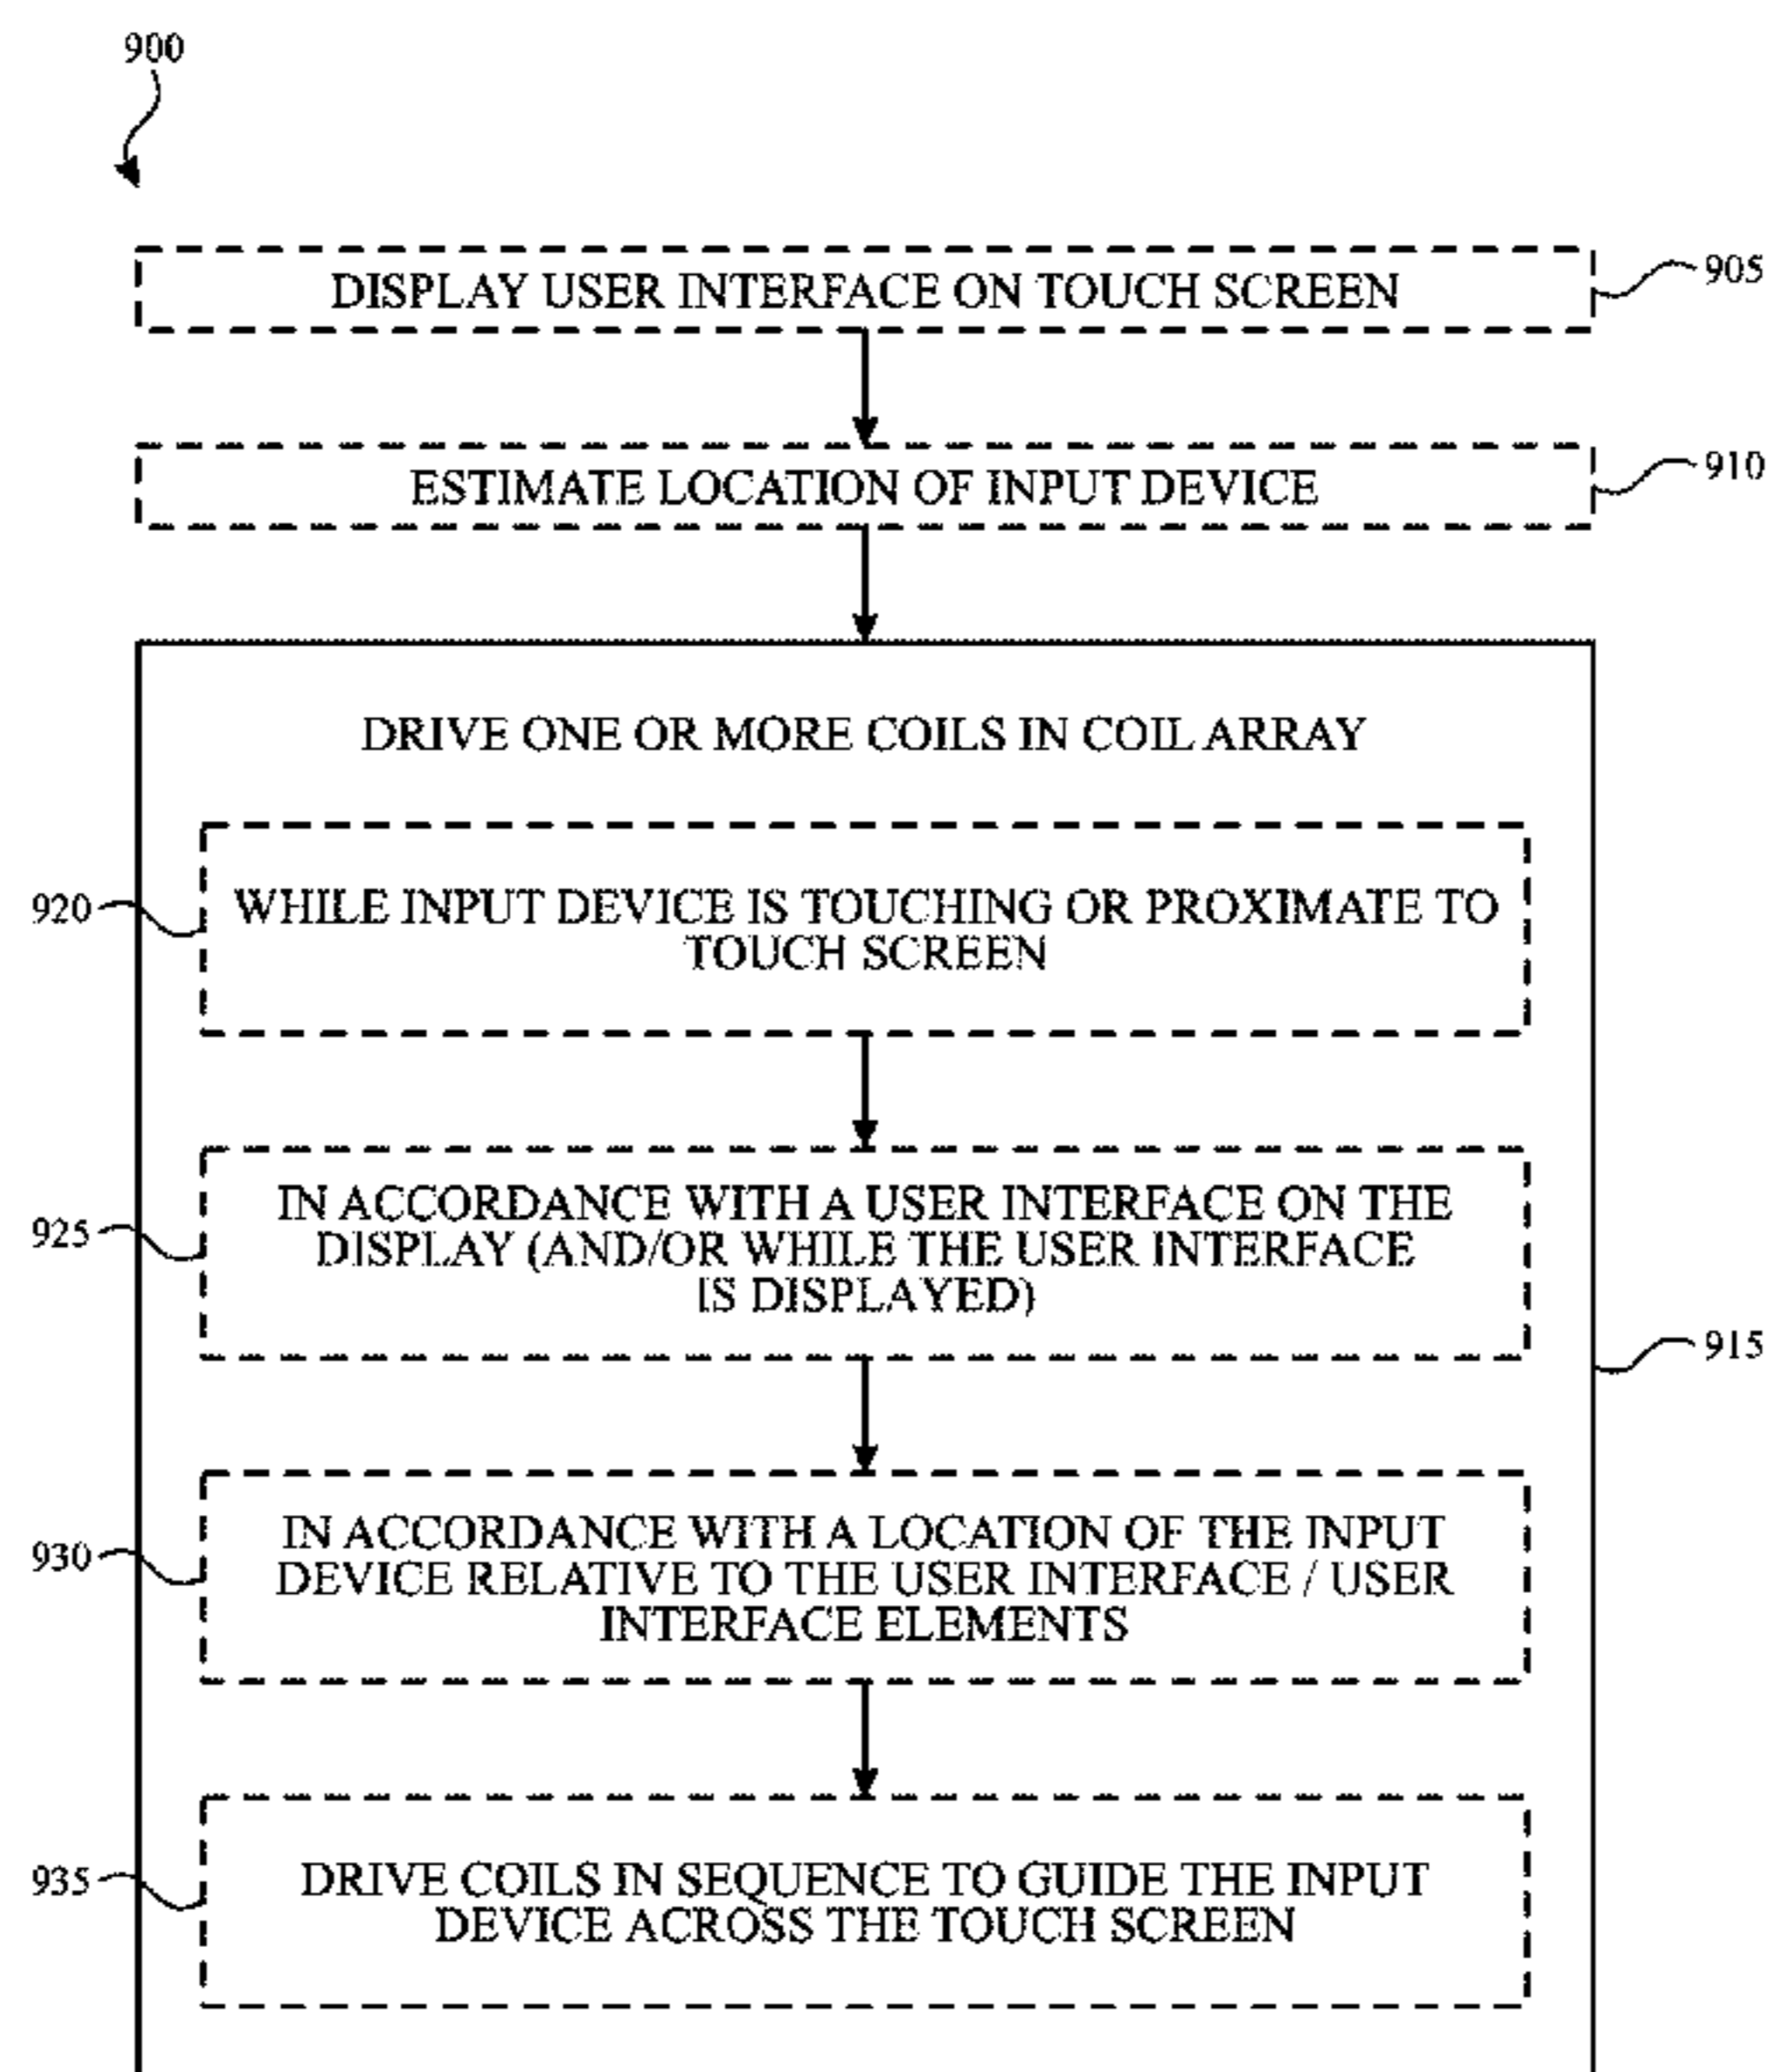 900
DISPLAY USER INTERFACE ON TOUCH SCREEN
905
ESTIMATE LOCATION OF INPUT DEVICE
910
DRIVE ONE OR MORE COILS IN COIL ARRAY
920
WHILE INPUT DEVICE IS TOUCHING OR PROXIMATE TO
TOUCH SCREEN
925
IN ACCORDANCE WITH A USER INTERFACE ON THE
DISPLAY (AND/OR WHILE THE USER INTERFACE
IS DISPLAYED)
915
930
IN ACCORDANCE WITH A LOCATION OF THE INPUT
DEVICE RELATIVE TO THE USER INTERFACE / USER
INTERFACE ELEMENTS
935
DRIVE COILS IN SEQUENCE TO GUIDE THE INPUT
DEVICE ACROSS THE TOUCH SCREEN